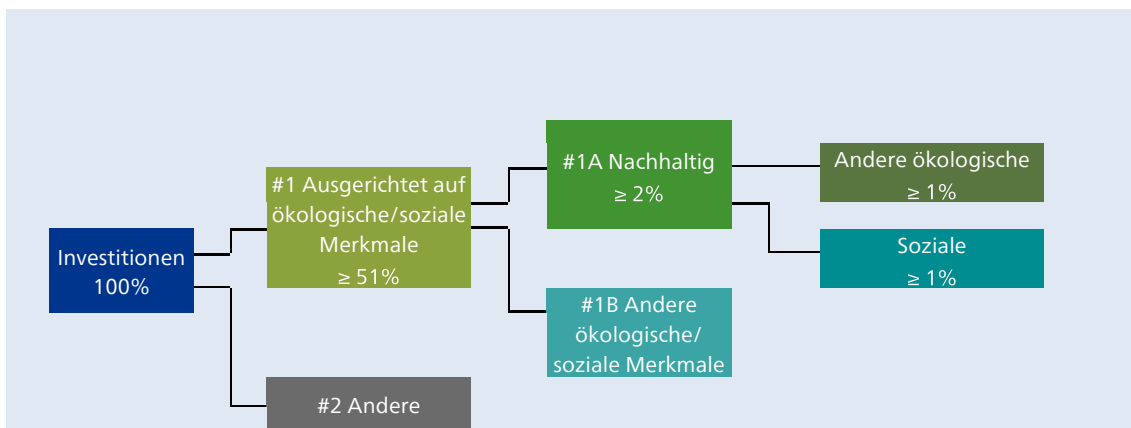 Investitionen
100%
#1 Ausgerichtet auf
ökologische/soziale
Merkmale
≥ 51%
#2 Andere
#1A Nachhaltig
≥ 2%
#1B Andere
ökologische/
soziale Merkmale
Andere ökologische
≥ 1%
Soziale
≥ 1%